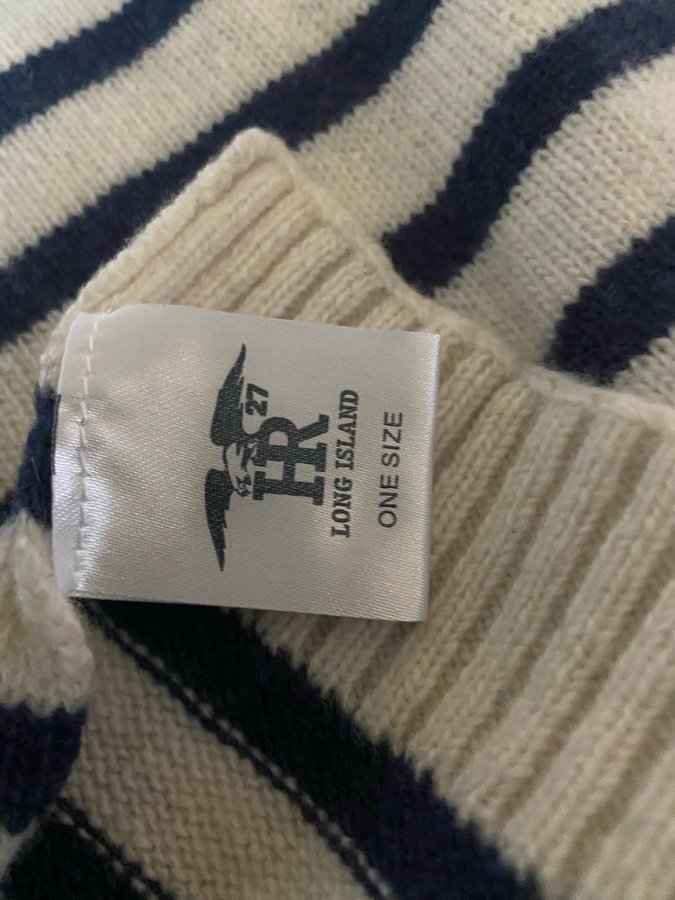 HR 27
LONG ISLAND
ONE SIZE